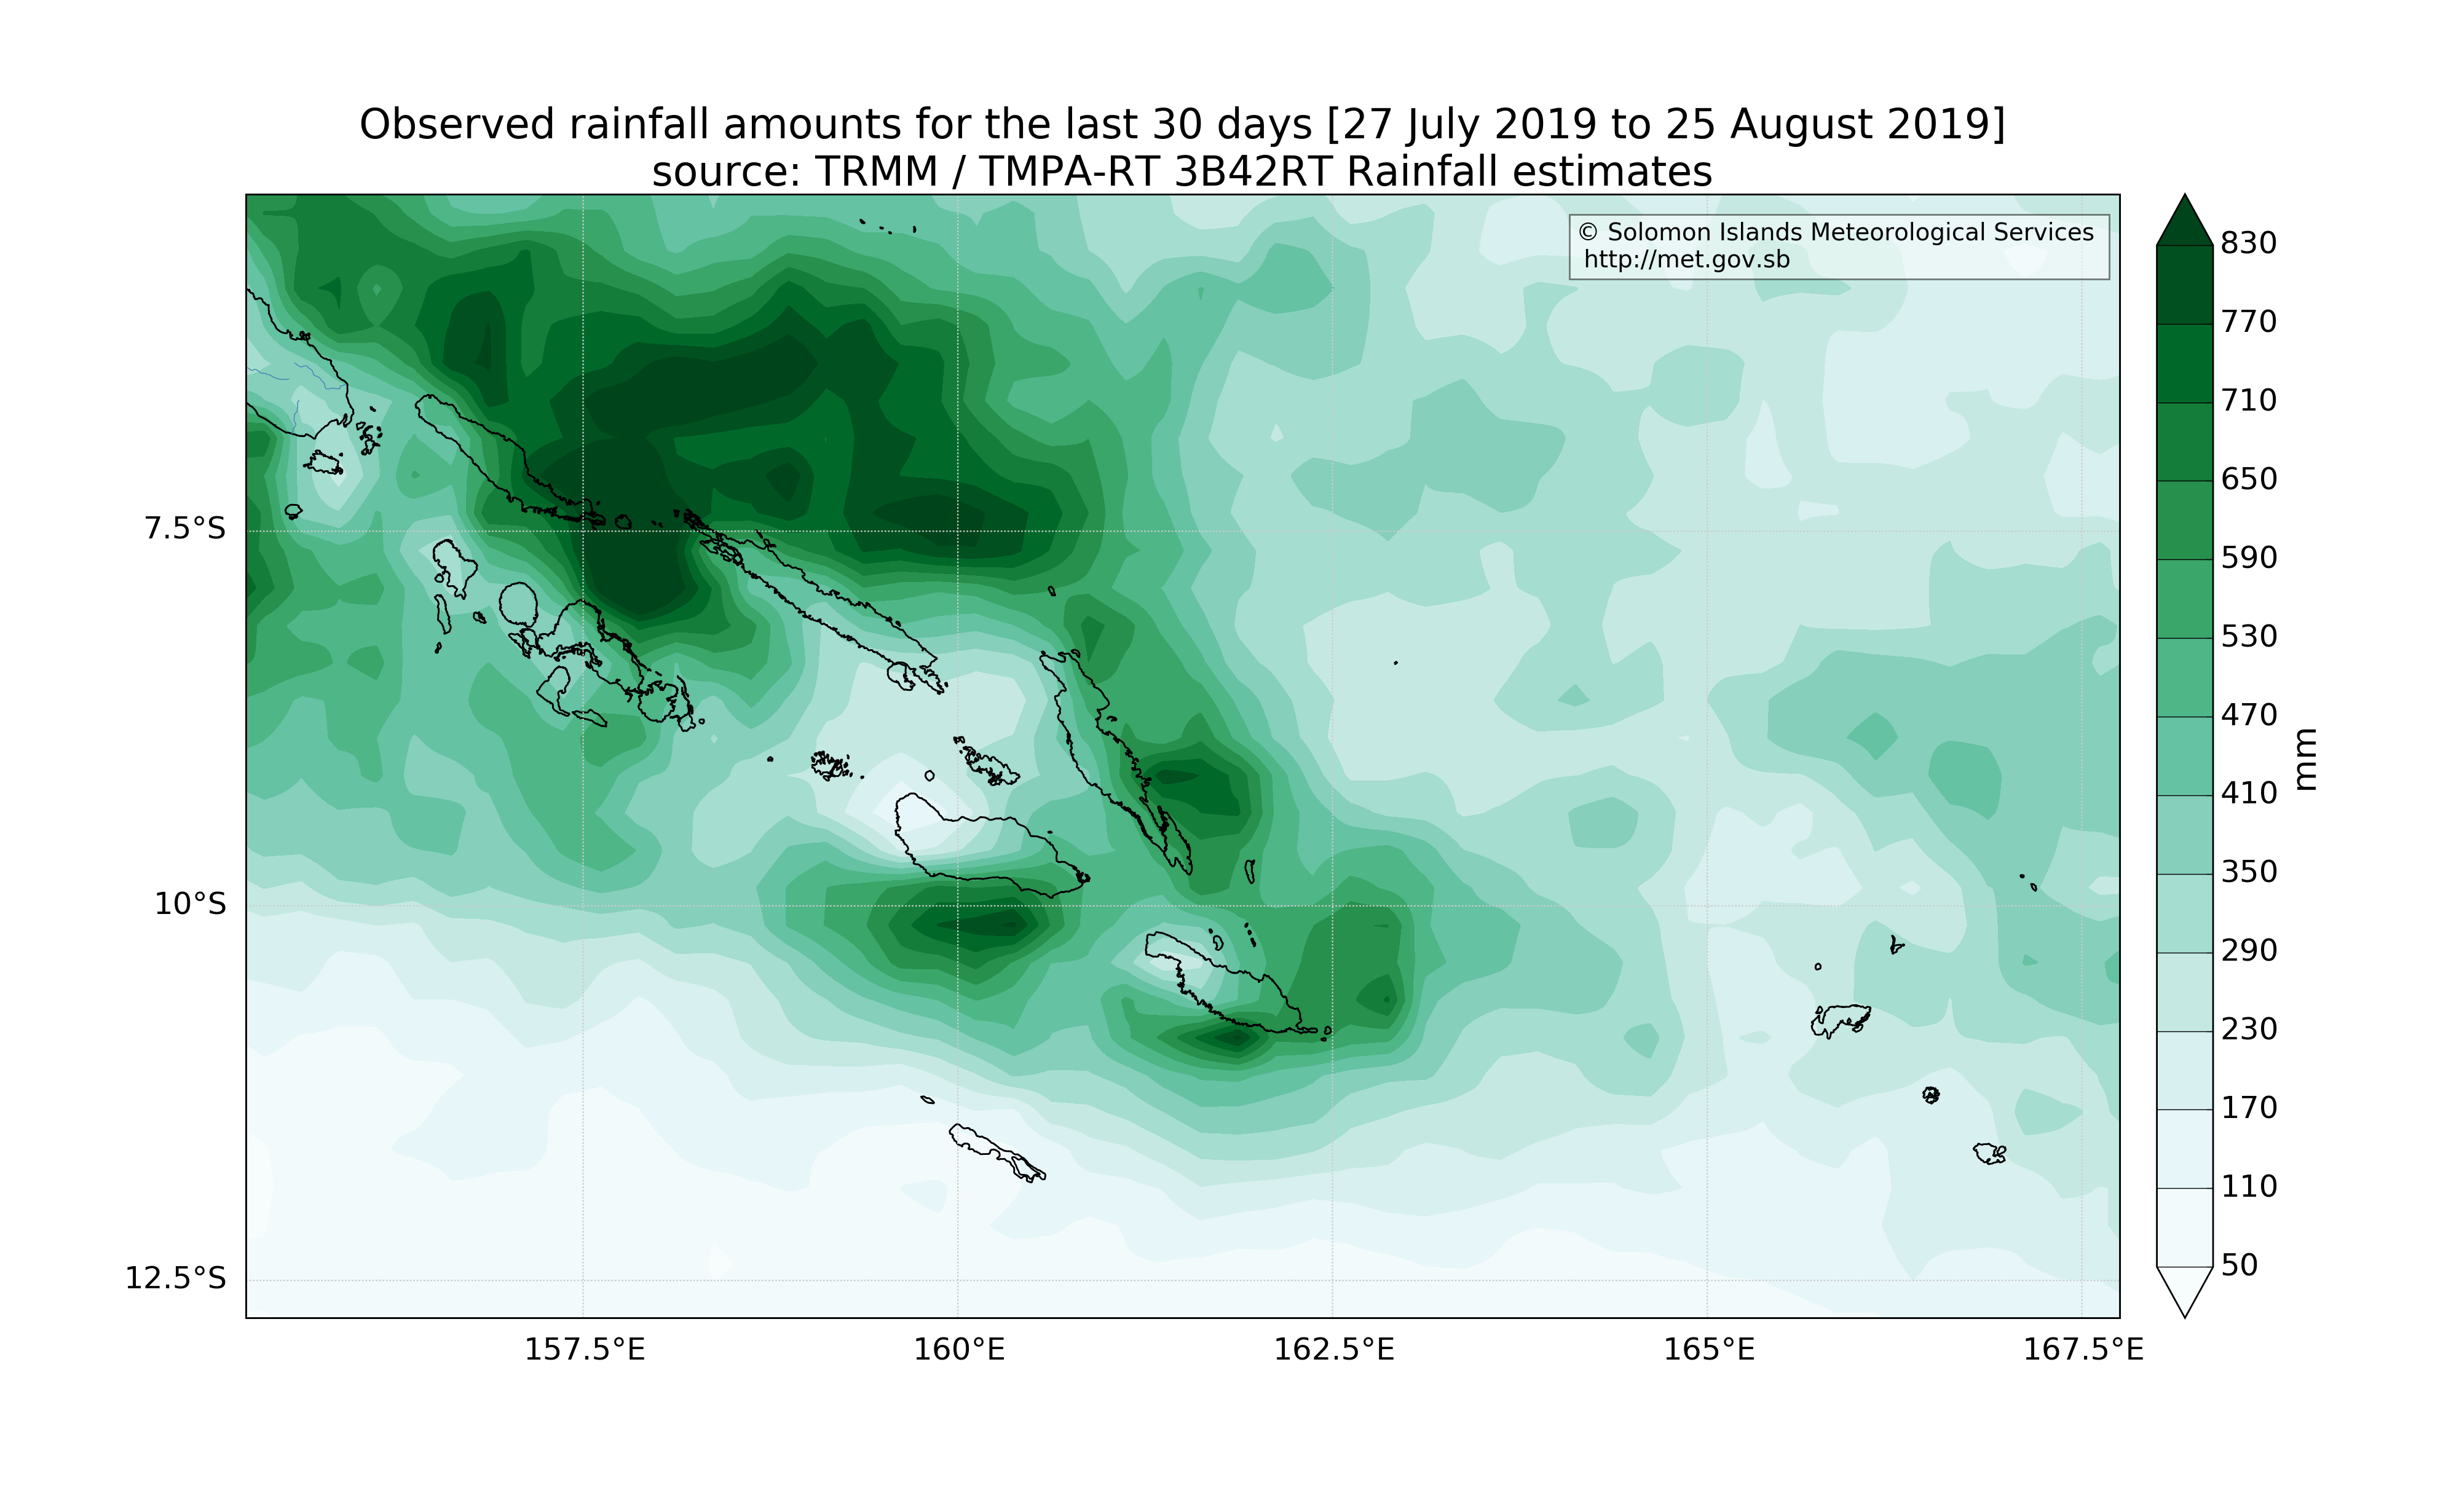 Observed rainfall amounts for the last 30 days [27 July 2019 to 25 August 2019]
source: TRMM / TMPA-RT 3B42RT Rainfall estimates
© Solomon Islands Meteorological Services
http://met.gov.sb
830
770
710
650
590
530
470
410
350
290
230
170
110
50
mm
7.5°S
10°S
12.5°S
157.5°E
160°E
162.5°E
165°E
167.5°E